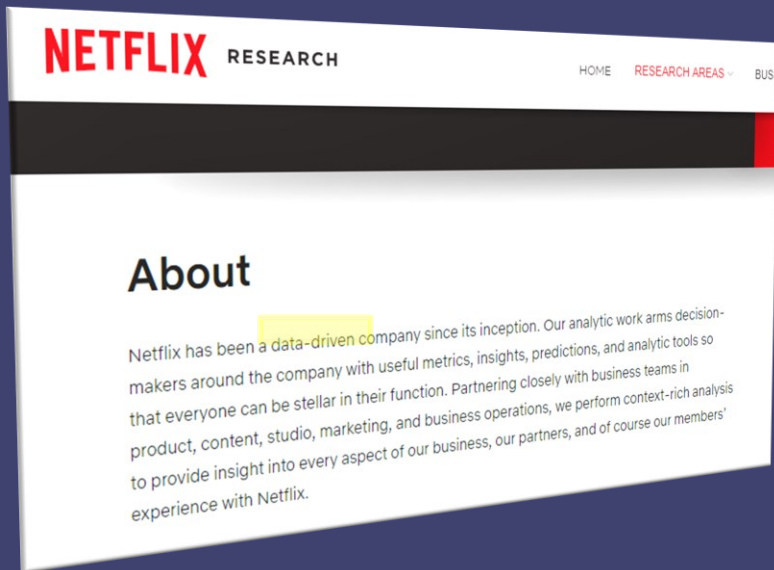 NETFLIX RESEARCH
HOME RESEARCH AREAS BUS
About
Netflix has been a data-driven company since its inception. Our analytic work arms decision-
makers around the company with useful metrics, insights, predictions, and analytic tools so
that everyone can be stellar in their function. Partnering closely with business teams in
product, content, studio, marketing, and business operations, we perform context-rich analysis
to provide insight into every aspect of our business, our partners, and of course our members'
experience with Netflix.